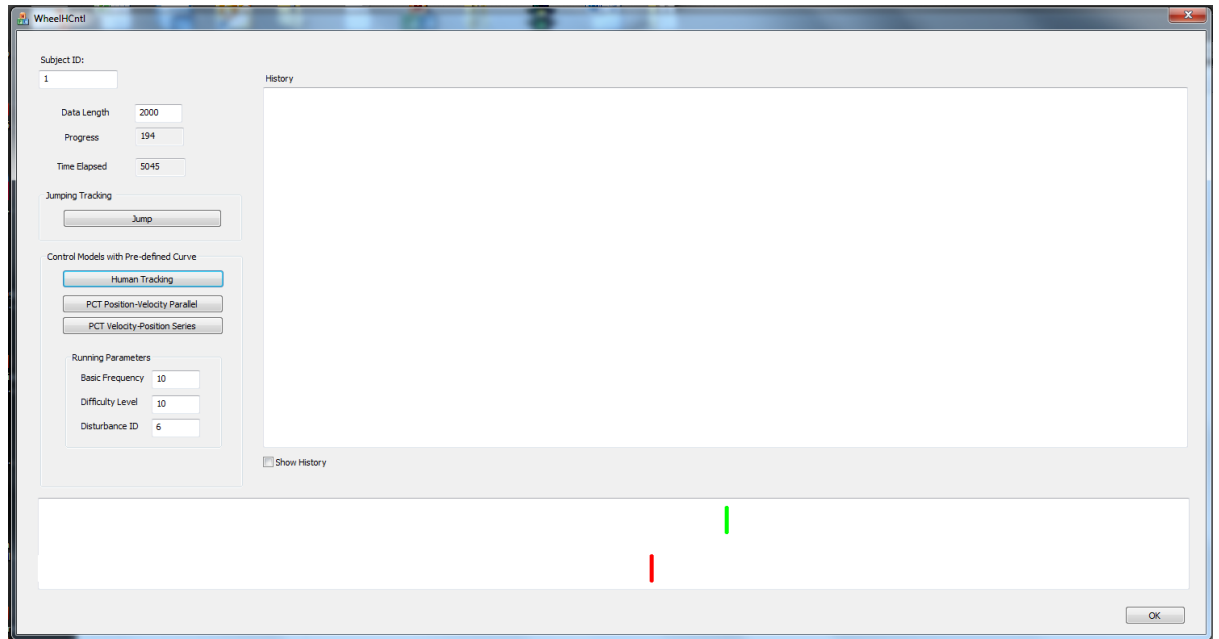 WheelHCntl
Subject ID:
1
History
Data Length 2000
Progress 194
Time Elapsed 5045
Jumping Tracking
Jump
Control Models with Pre-defined Curve
Human Tracking
PCT Position-Velocity Parallel
PCT Velocity-Position Series
Running Parameters
Basic Frequency 10
Difficulty Level 10
Disturbance ID 6
Show History
OK